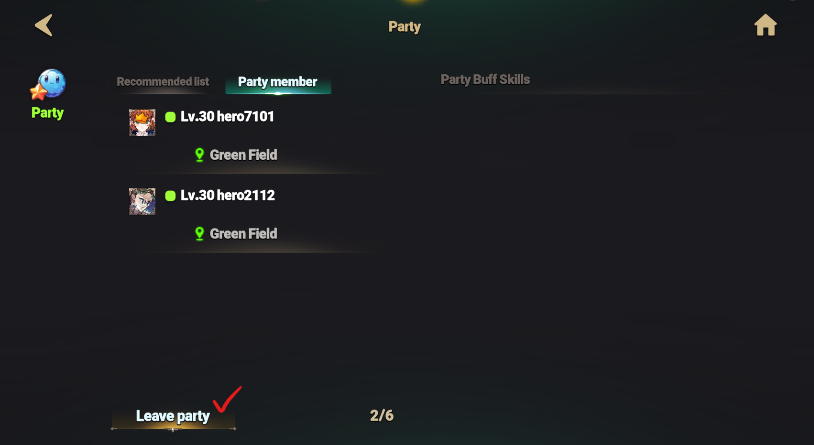 Party
Party
Recommended list
Party member
Party Buff Skills
Lv.30 hero7101
Green Field
Lv.30 hero2112
Green Field
Leave party
2/6